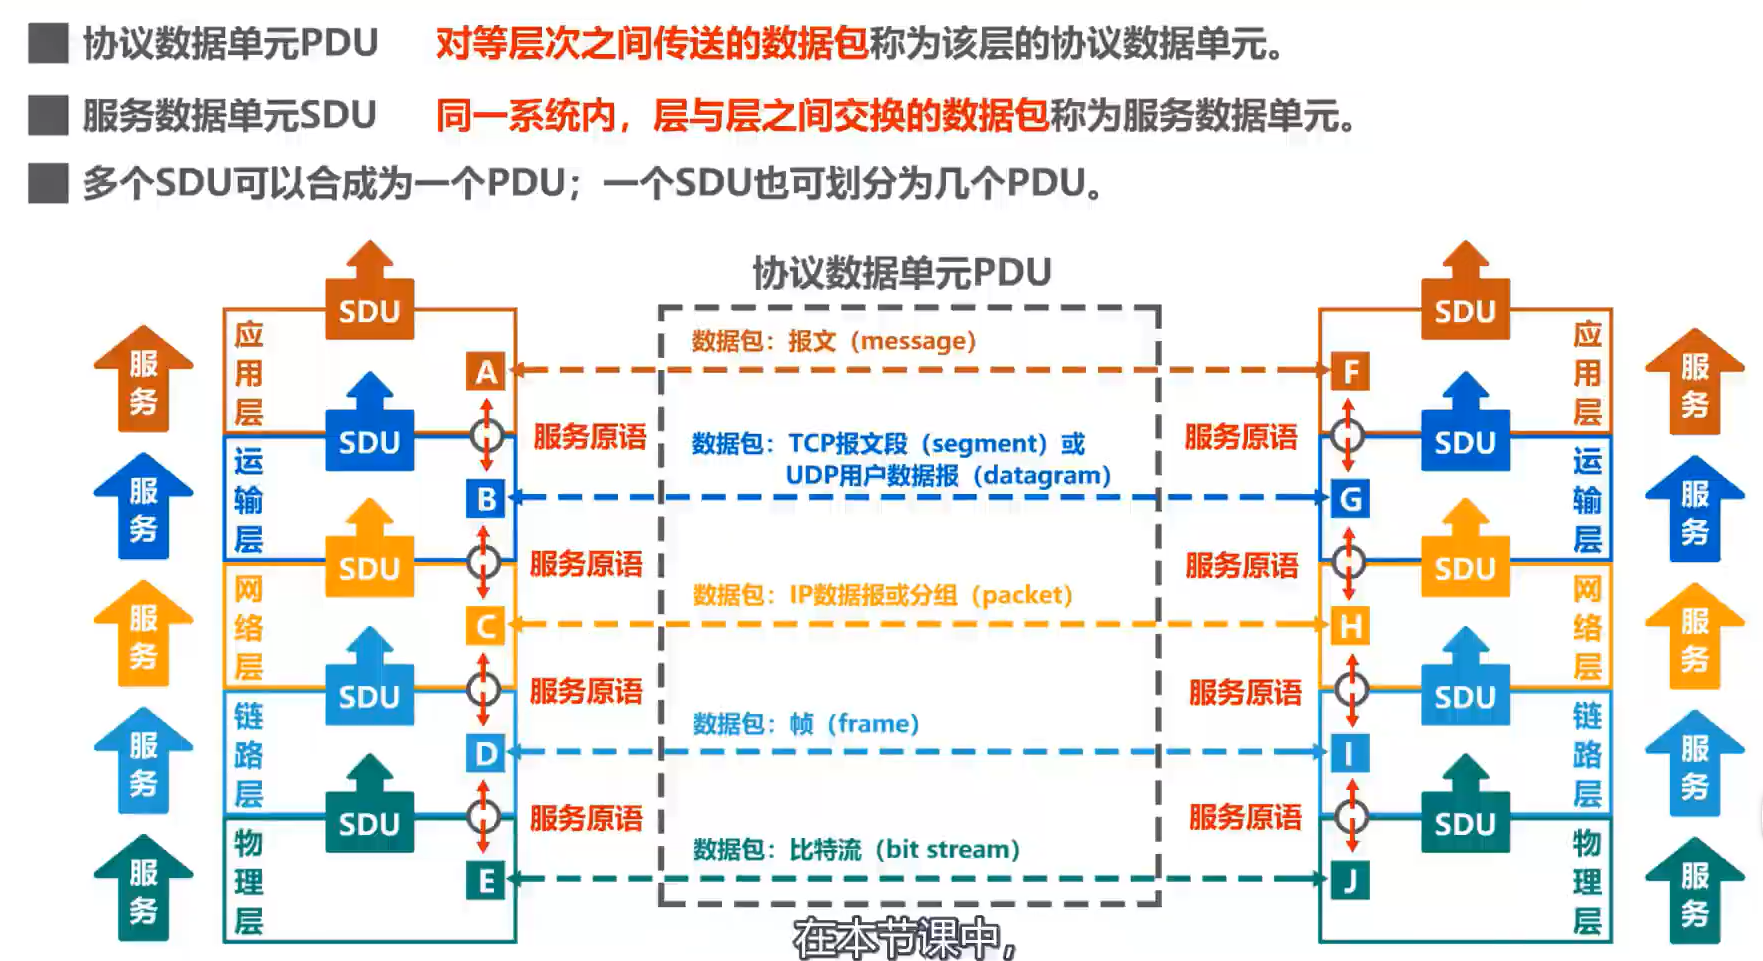 协议数据单元PDU 对等层次之间传送的数据包称为该层的协议数据单元。
服务数据单元SDU 同一系统内，层与层之间交换的数据包称为服务数据单元。
多个SDU可以合成为一个PDU；一个SDU也可划分为几个PDU。
协议数据单元PDU
SDU
SDU
服务
应用层
A
数据包：报文（message）
F
应用层
服务
服务原语
服务原语
SDU
SDU
服务
运输层
B
数据包：TCP报文段（segment）或
UDP用户数据报（datagram）
G
运输层
服务
服务原语
服务原语
SDU
SDU
服务
网络层
C
数据包：IP数据报或分组（packet）
H
网络层
服务
服务原语
服务原语
SDU
SDU
服务
链路层
D
数据包：帧（frame）
I
链路层
服务
服务原语
服务原语
SDU
SDU
服务
物理层
E
数据包：比特流（bit stream）
J
物理层
服务
在本节课中，